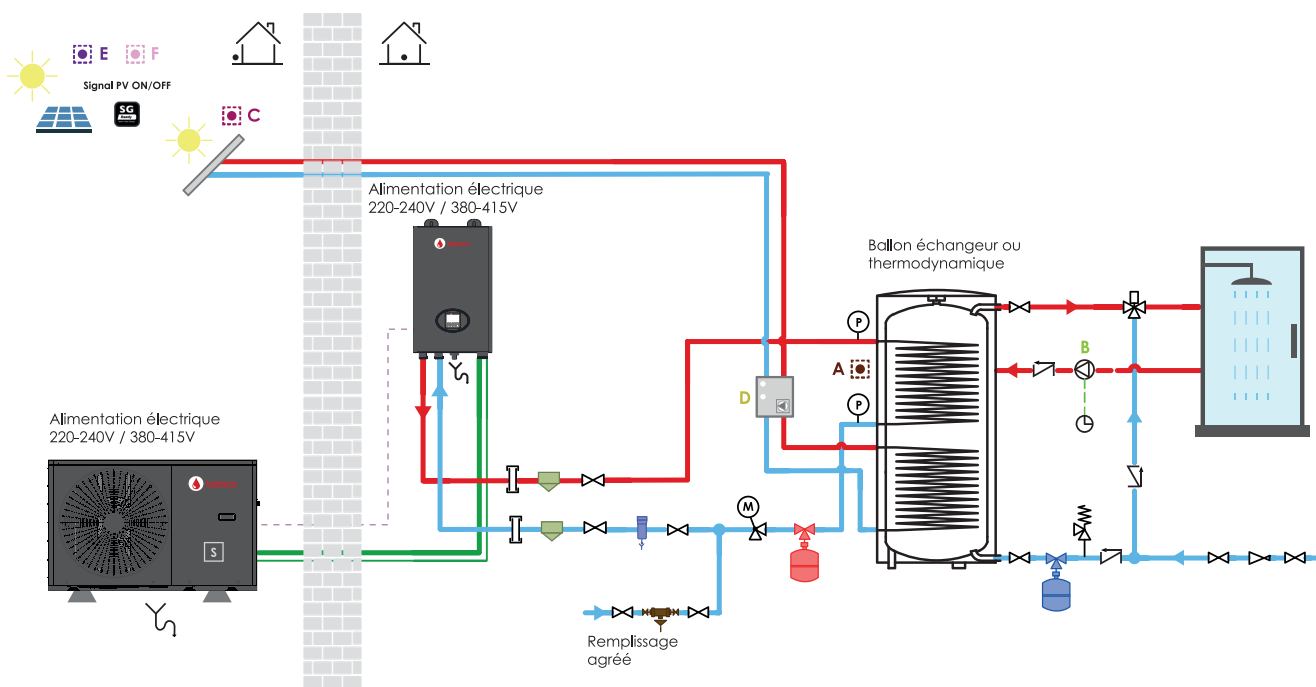 E
F
Signal PV ON/OFF
SG
Ready
C
Alimentation électrique
220-240V / 380-415V
Ballon échangeur ou
thermodynamique
P
A
B
D
P
Alimentation électrique
220-240V / 380-415V
M
S
Remplissage
agréé